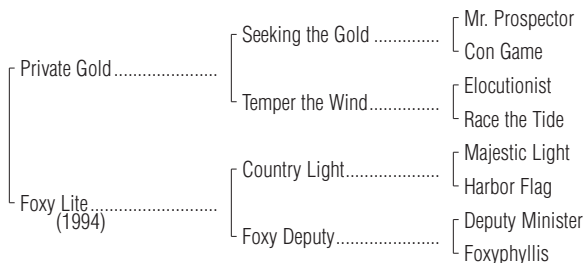 Mr. Prospector
Seeking the Gold ..............
Con Game
Private Gold......................
Elocutionist
Temper the Wind...............
Race the Tide
Majestic Light
Country Light....................
Harbor Flag
Foxy Lite...........................
(1994)
Deputy Minister
Foxy Deputy......................
Foxyphyllis